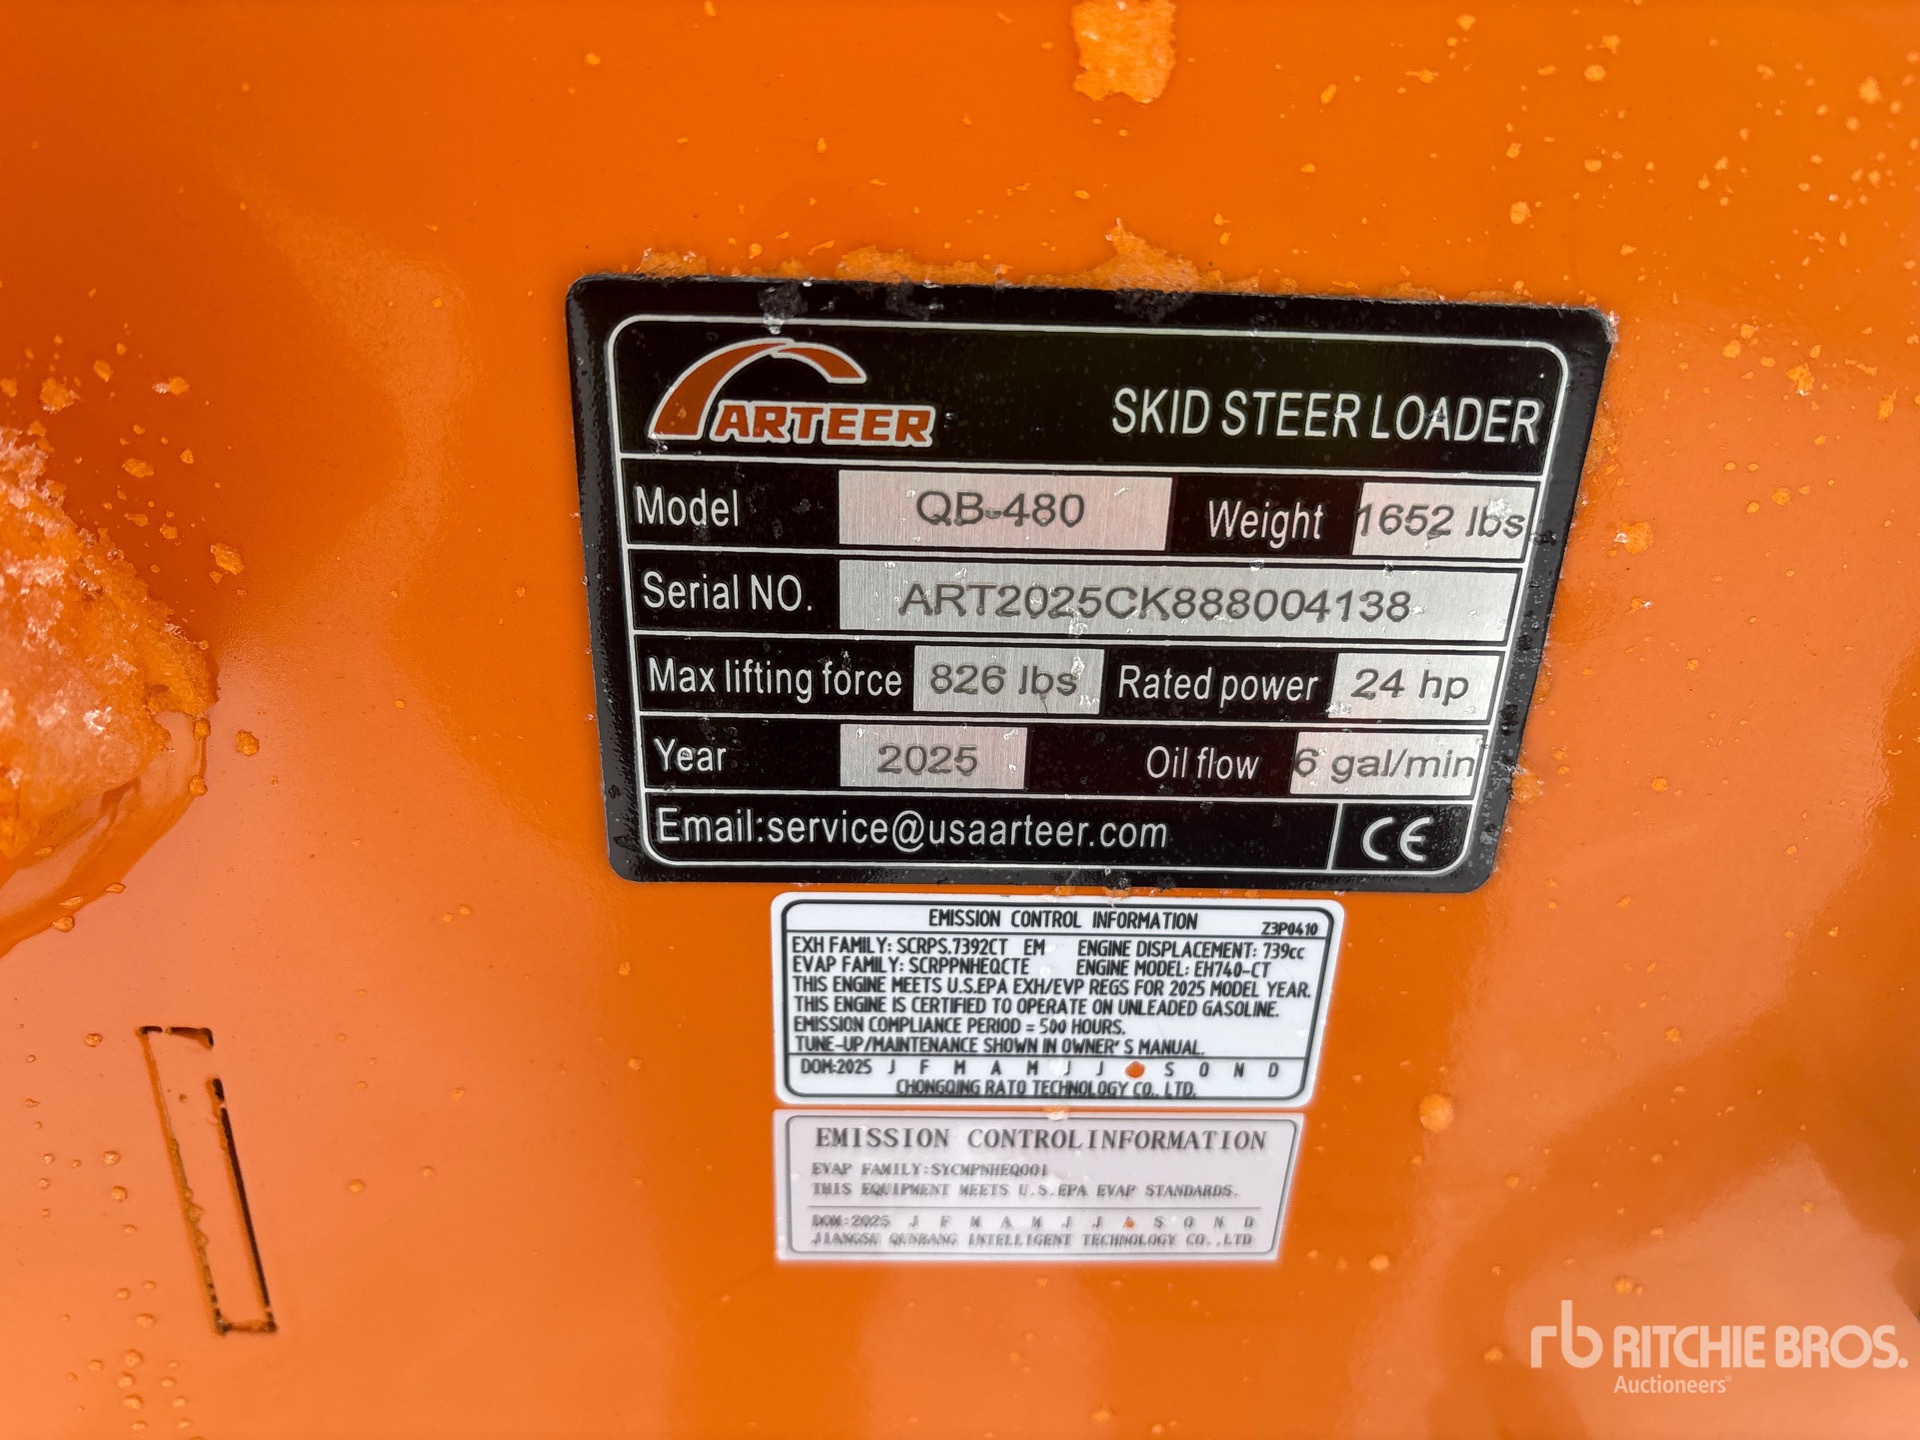 ARTEER
SKID STEER LOADER
Model QB-480 Weight 1652 lbs
Serial NO. ART2025CK888004138
Max lifting force 826 lbs Rated power 24 hp
Year 2025 Oil flow 6 gal/min
Email:service@usaarteer.com CE
EMISSION CONTROL INFORMATION Z3P0410
EXH FAMILY: SCRPS.7392CT EM ENGINE DISPLACEMENT: 739cc
EVAP FAMILY: SCRPPNHEQCTE ENGINE MODEL: EH740-CT
THIS ENGINE MEETS U.S.EPA EXH/EVP REGS FOR 2025 MODEL YEAR.
THIS ENGINE IS CERTIFIED TO OPERATE ON UNLEADED GASOLINE.
EMISSION COMPLIANCE PERIOD = 500 HOURS.
TUNE-UP/MAINTENANCE SHOWN IN OWNER'S MANUAL.
DOM:2025 J F M A M J J S O N D
CHONGQING RATO TECHNOLOGY CO., LTD.
EMISSION CONTROL INFORMATION
EVAP FAMILY:SYCMPNHEQ001
THIS EQUIPMENT MEETS U.S.EPA EVAP STANDARDS.
DOM:2025 J F M A M J J S O N D
JIANGSU QUNBANG INTELLIGENT TECHNOLOGY CO.,LTD
rb RITCHIE BROS.
Auctioneers